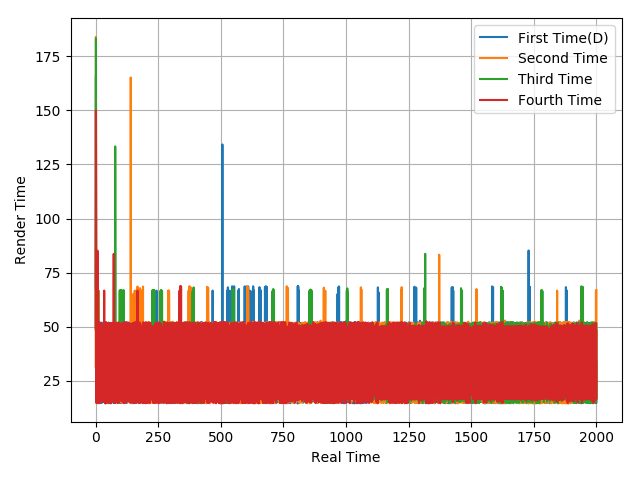 First Time(D)
Second Time
Third Time
Fourth Time
175
150
125
100
75
50
25
Render Time
0
250
500
750
1000
1250
1500
1750
2000
Real Time